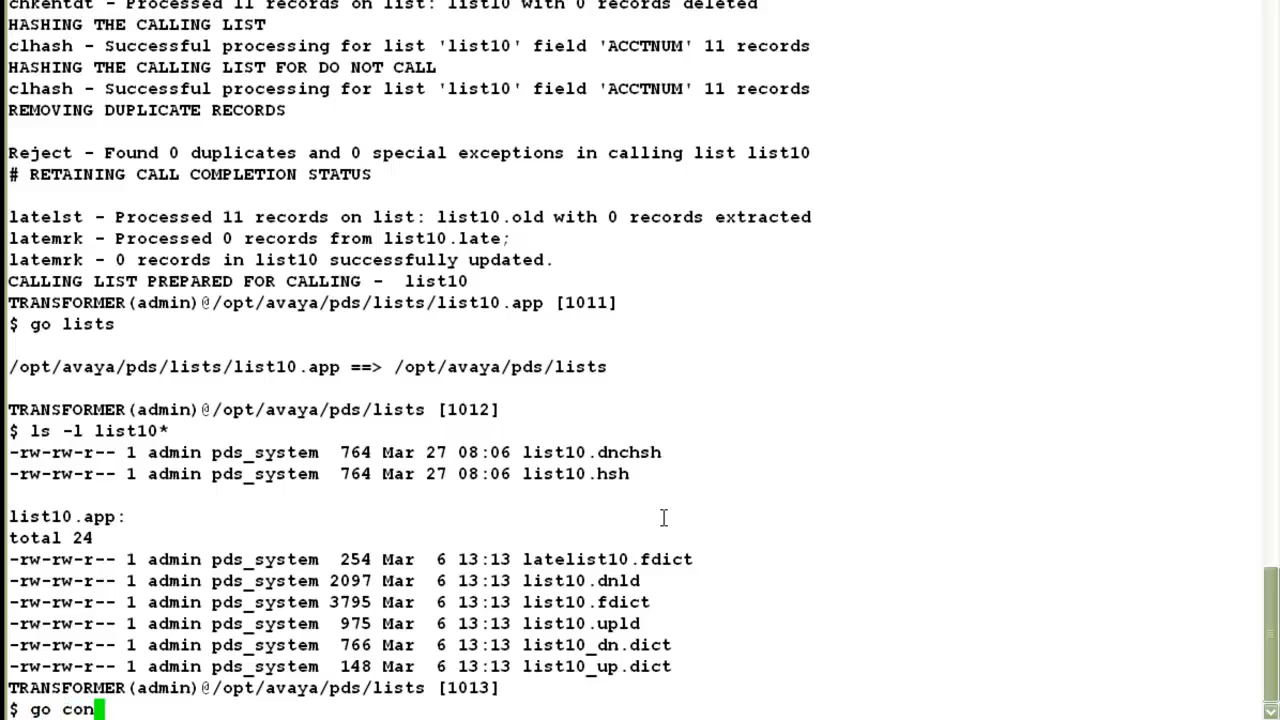 chkentdt - Processed 11 records on list: list10 with 0 records deleted
HASHING THE CALLING LIST
clhash - Successful processing for list 'list10' field 'ACCTNUM' 11 records
HASHING THE CALLING LIST FOR DO NOT CALL
clhash - Successful processing for list 'list10' field 'ACCTNUM' 11 records
REMOVING DUPLICATE RECORDS
Reject - Found 0 duplicates and 0 special exceptions in calling list list10
# RETAINING CALL COMPLETION STATUS
latelst - Processed 11 records on list: list10.old with 0 records extracted
latemrk - Processed 0 records from list10.late;
latemrk - 0 records in list10 successfully updated.
CALLING LIST PREPARED FOR CALLING -  list10
TRANSFORMER(admin)@/opt/avaya/pds/lists/list10.app [1011]
$ go lists
/opt/avaya/pds/lists/list10.app ==> /opt/avaya/pds/lists
TRANSFORMER(admin)@/opt/avaya/pds/lists [1012]
$ ls -l list10*
-rw-rw-r-- 1 admin pds_system  764 Mar 27 08:06 list10.dnchsh
-rw-rw-r-- 1 admin pds_system  764 Mar 27 08:06 list10.hsh
list10.app:
total 24
-rw-rw-r-- 1 admin pds_system  254 Mar  6 13:13 latelist10.fdict
-rw-rw-r-- 1 admin pds_system 2097 Mar  6 13:13 list10.dnld
-rw-rw-r-- 1 admin pds_system 3795 Mar  6 13:13 list10.fdict
-rw-rw-r-- 1 admin pds_system  975 Mar  6 13:13 list10.upld
-rw-rw-r-- 1 admin pds_system  766 Mar  6 13:13 list10_dn.dict
-rw-rw-r-- 1 admin pds_system  148 Mar  6 13:13 list10_up.dict
TRANSFORMER(admin)@/opt/avaya/pds/lists [1013]
$ go con